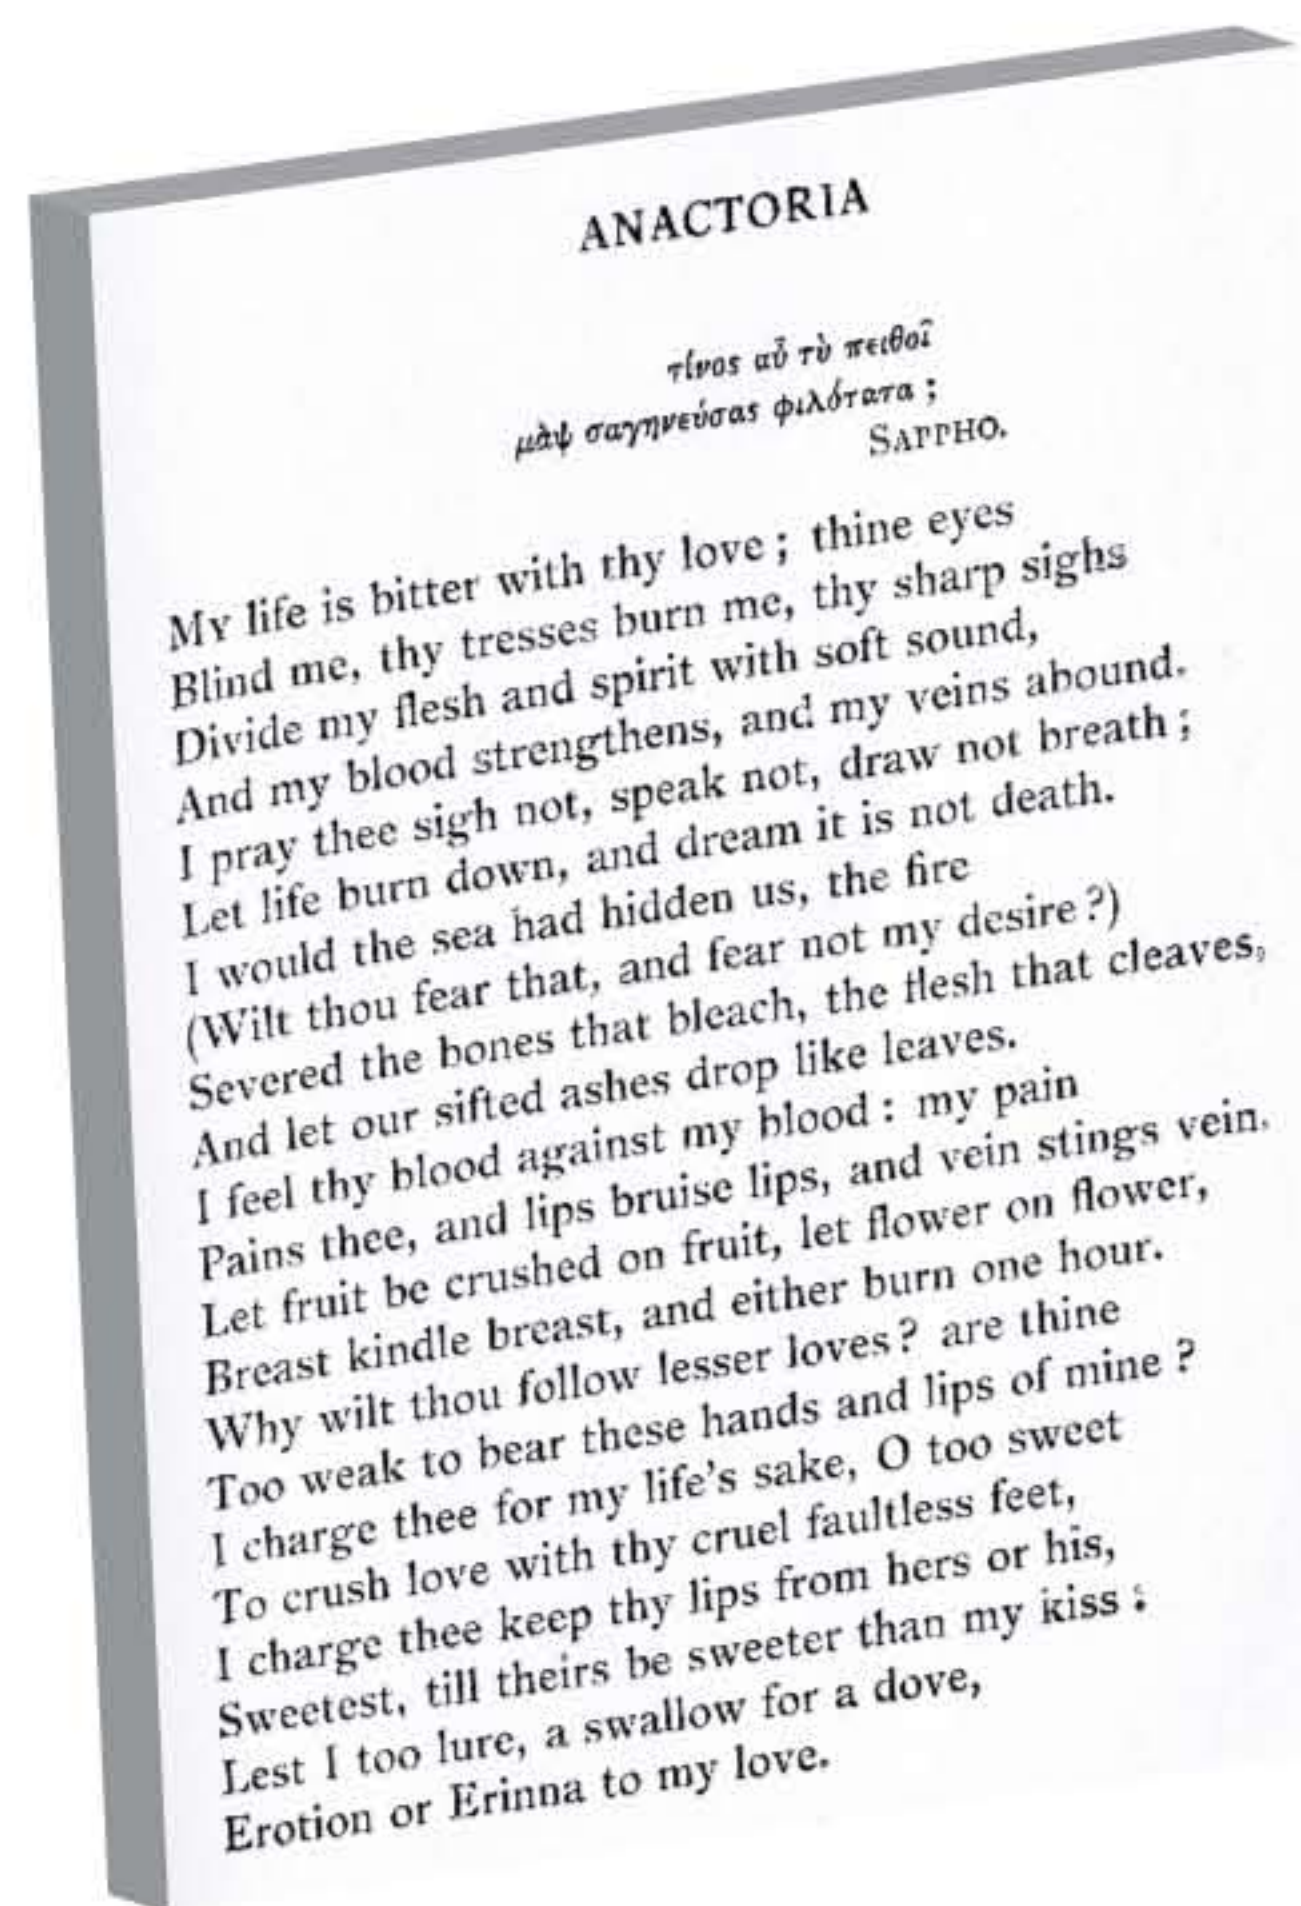 ANACTORIA
τίνος αὖ τὺ πειθοῖ
μὰψ σαγηνεύσας φιλότατα ;
SAPPHO.
MY life is bitter with thy love ; thine eyes
Blind me, thy tresses burn me, thy sharp sighs
Divide my flesh and spirit with soft sound,
And my blood strengthens, and my veins abound.
I pray thee sigh not, speak not, draw not breath ;
Let life burn down, and dream it is not death.
I would the sea had hidden us, the fire
(Wilt thou fear that, and fear not my desire ?)
Severed the bones that bleach, the flesh that cleaves,
And let our sifted ashes drop like leaves.
I feel thy blood against my blood : my pain
Pains thee, and lips bruise lips, and vein stings vein.
Let fruit be crushed on fruit, let flower on flower,
Breast kindle breast, and either burn one hour.
Why wilt thou follow lesser loves ? are thine
Too weak to bear these hands and lips of mine ?
I charge thee for my life's sake, O too sweet
To crush love with thy cruel faultless feet,
I charge thee keep thy lips from hers or his,
Sweetest, till theirs be sweeter than my kiss :
Lest I too lure, a swallow for a dove,
Erotion or Erinna to my love.